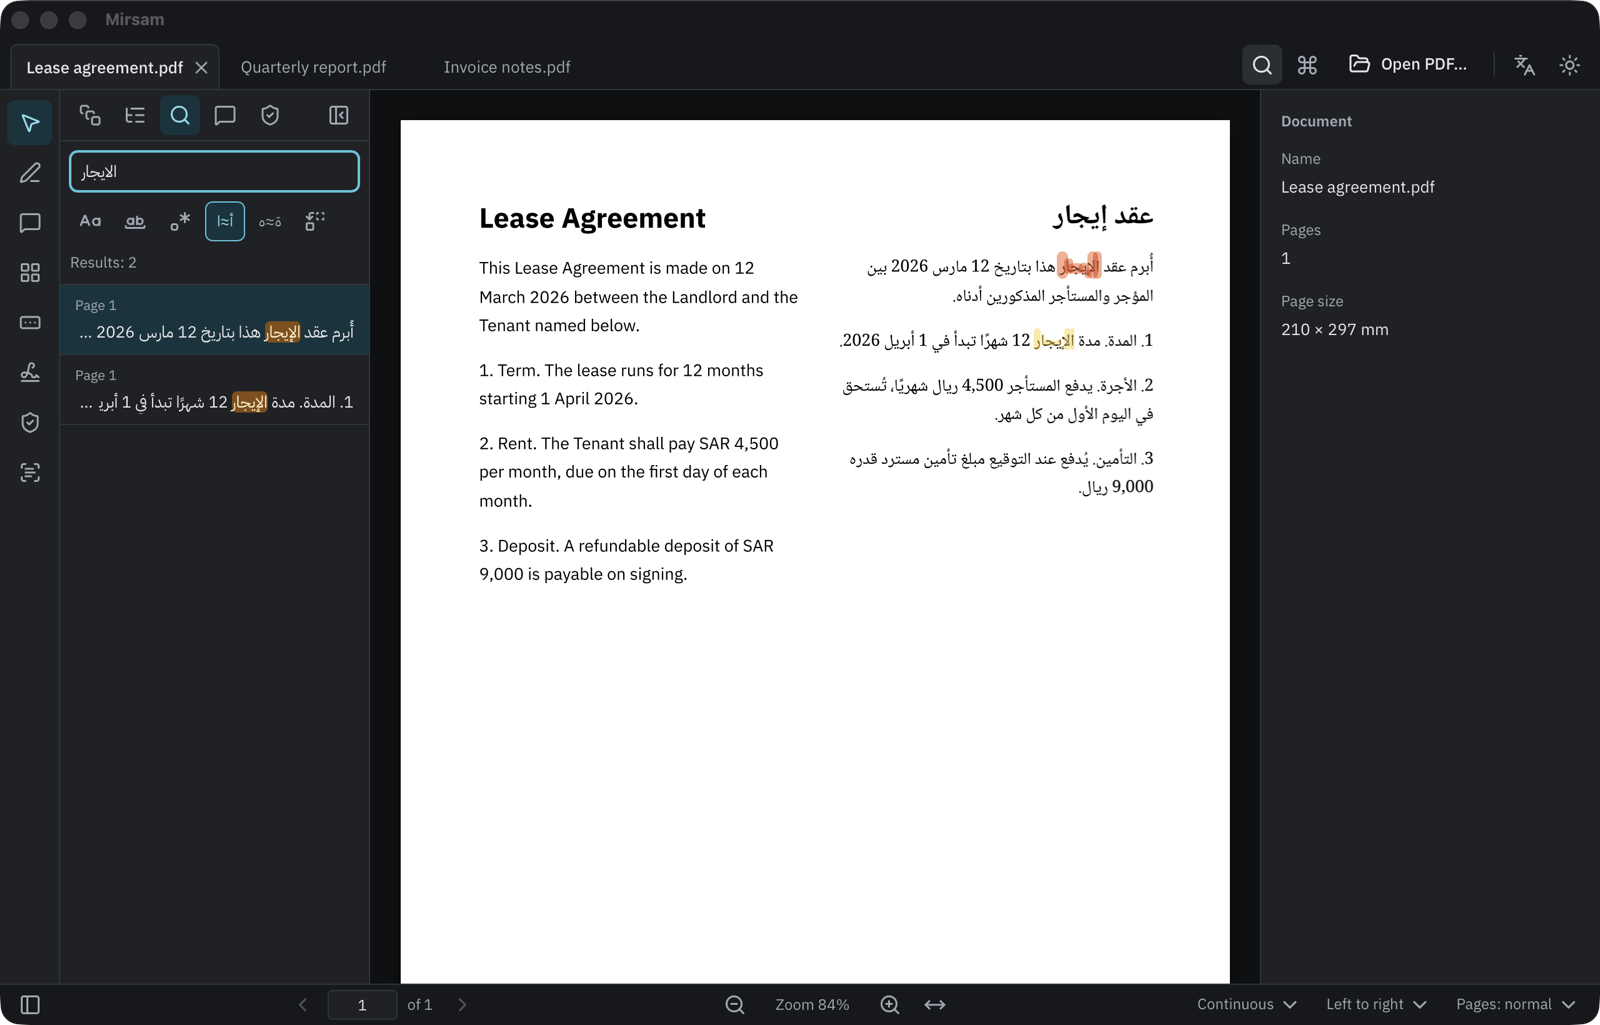 Mirsam
Lease agreement.pdf
Quarterly report.pdf
Invoice notes.pdf
Open PDF...
الايجار
Aa
ab
أ≈ا
ة≈ه
Results: 2
Page 1
أُبرم عقد الإيجار هذا بتاريخ 12 مارس 2026 ...
Page 1
1. المدة. مدة الإيجار 12 شهرًا تبدأ في 1 أبري ...
Lease Agreement
This Lease Agreement is made on 12
March 2026 between the Landlord and the
Tenant named below.
1. Term. The lease runs for 12 months
starting 1 April 2026.
2. Rent. The Tenant shall pay SAR 4,500
per month, due on the first day of each
month.
3. Deposit. A refundable deposit of SAR
9,000 is payable on signing.
عقد إيجار
أُبرم عقد الإيجار هذا بتاريخ 12 مارس 2026 بين
المؤجر والمستأجر المذكورين أدناه.
1. المدة. مدة الإيجار 12 شهرًا تبدأ في 1 أبريل 2026.
2. الأجرة. يدفع المستأجر 4,500 ريال شهريًا، تُستحق
في اليوم الأول من كل شهر.
3. التأمين. يُدفع عند التوقيع مبلغ تأمين مسترد قدره
9,000 ريال.
Document
Name
Lease agreement.pdf
Pages
1
Page size
210 × 297 mm
1 of 1
Zoom 84%
Continuous
Left to right
Pages: normal